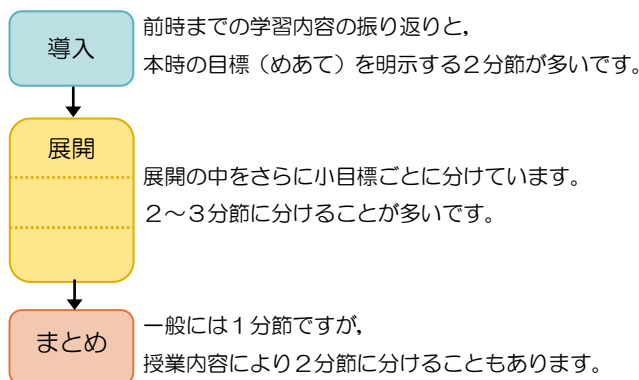 導入
前時までの学習内容の振り返りと,
本時の目標（めあて）を明示する２分節が多いです。
展開
展開の中をさらに小目標ごとに分けています。
２～３分節に分けることが多いです。
まとめ
一般には１分節ですが,
授業内容により２分節に分けることもあります。